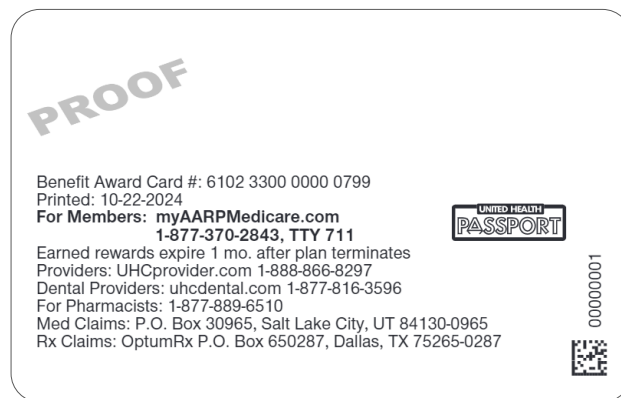 PROOF
Benefit Award Card #: 6102 3300 0000 0799
Printed: 10-22-2024
For Members: myAARPMedicare.com
1-877-370-2843, TTY 711
Earned rewards expire 1 mo. after plan terminates
Providers: UHCprovider.com 1-888-866-8297
Dental Providers: uhcdental.com 1-877-816-3596
For Pharmacists: 1-877-889-6510
Med Claims: P.O. Box 30965, Salt Lake City, UT 84130-0965
Rx Claims: OptumRx P.O. Box 650287, Dallas, TX 75265-0287
UNITED HEALTH
PASSPORT
00000001